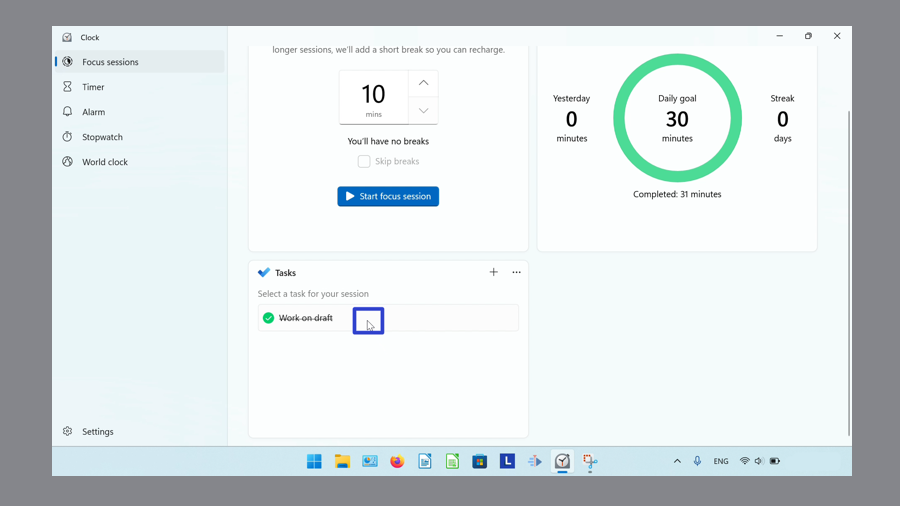 Clock
Focus sessions
Timer
Alarm
Stopwatch
World clock
Settings
longer sessions, we'll add a short break so you can recharge.
10
mins
You'll have no breaks
Skip breaks
Start focus session
Yesterday
0
minutes
Daily goal
30
minutes
Streak
0
days
Completed: 31 minutes
Tasks
Select a task for your session
Work on draft
L
ENG